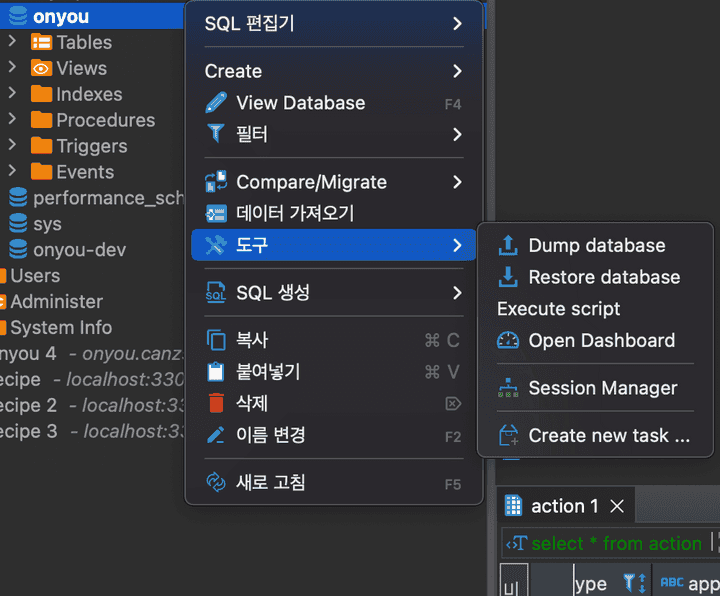 onyou
Tables
Views
Indexes
Procedures
Triggers
Events
performance_sch
sys
onyou-dev
Users
Administer
System Info
nyou 4 - onyou.canz
ecipe - localhost:330
ecipe 2 - localhost:33
ecipe 3 - localhost:33
SQL 편집기
Create
View Database F4
필터
Compare/Migrate
데이터 가져오기
도구
SQL 생성
복사 ⌘ C
붙여넣기 ⌘ V
삭제
이름 변경 F2
새로 고침 F5
Dump database
Restore database
Execute script
Open Dashboard
Session Manager
Create new task ...
action 1
select * from action
ype ABC app